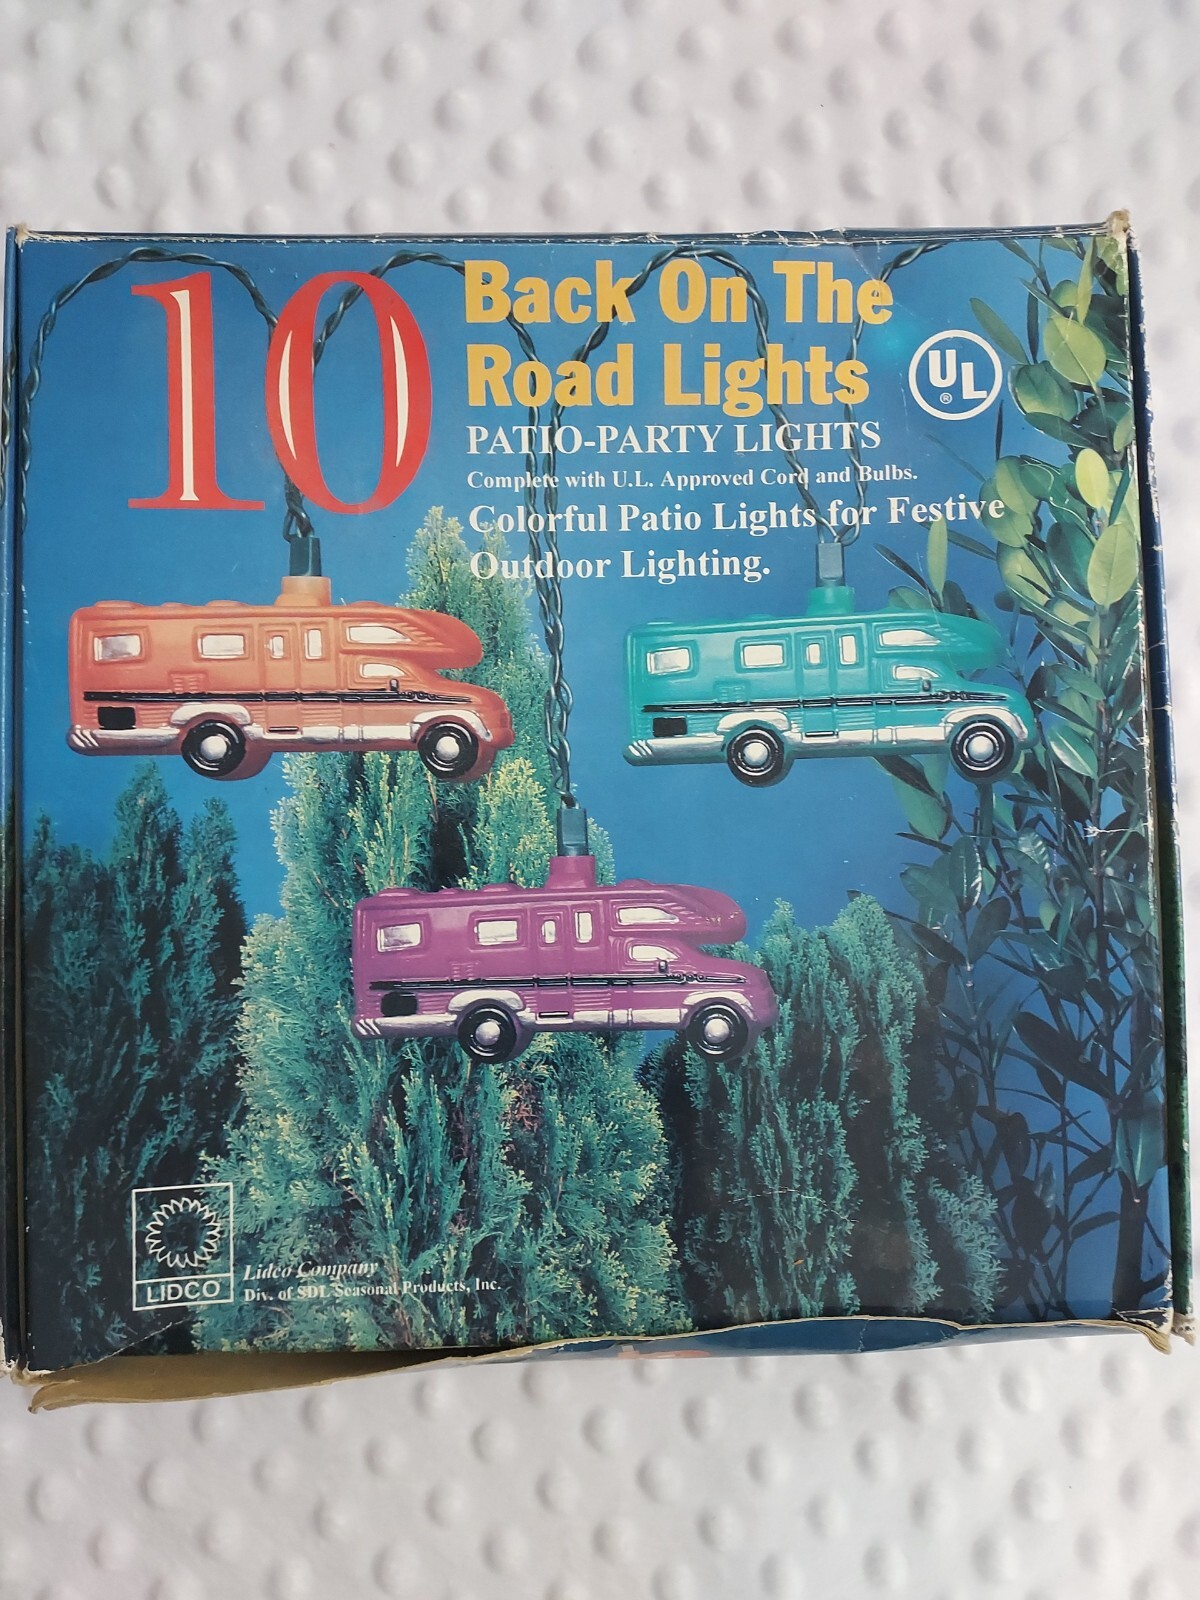 10
Back On The
Road Lights
UL
®
PATIO-PARTY LIGHTS
Complete with U.L. Approved Cord and Bulbs.
Colorful Patio Lights for Festive
Outdoor Lighting.
LIDCO
Lidco Company
Div. of SDL Seasonal Products, Inc.